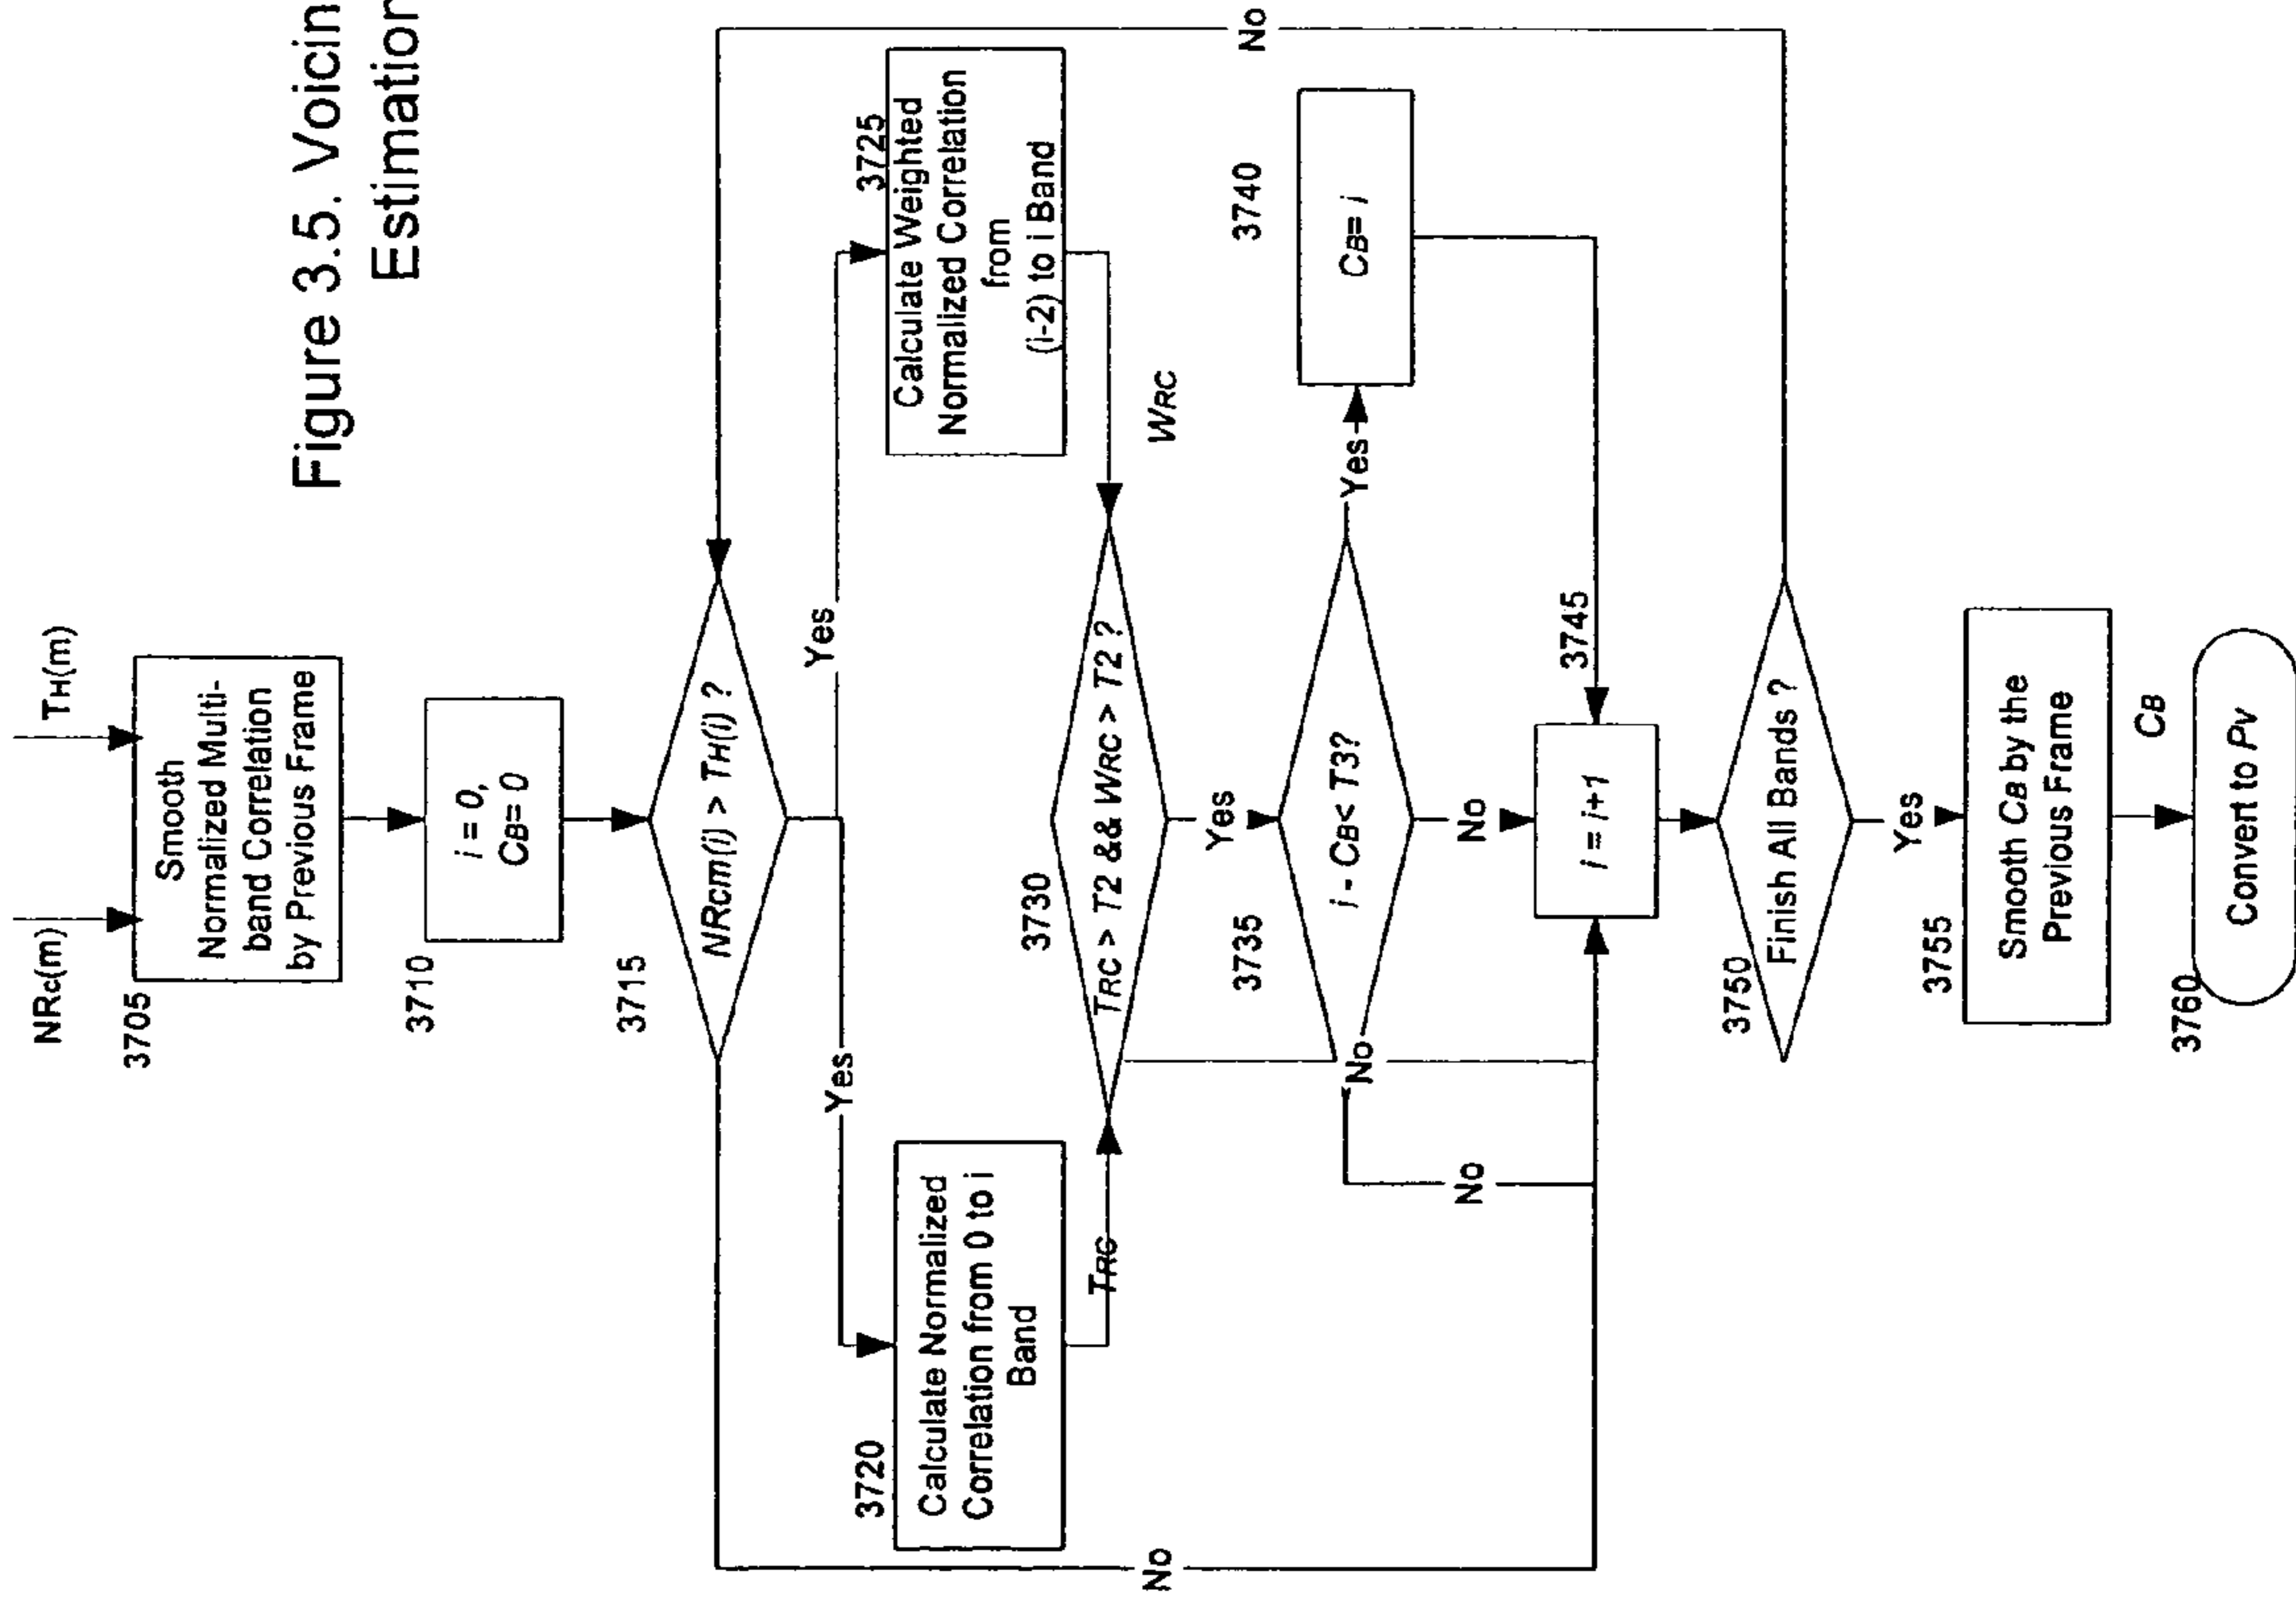 Figure 3.5. Voicin
Estimation
NRc(m)
TH(m)
3705
Smooth
Normalized Multi-
band Correlation
by Previous Frame
3710
i = 0,
CB= 0
3715
NRcm(i) > TH(i) ?
No
Yes
Yes
No
3720
Calculate Normalized
Correlation from 0 to i
Band
3725
Calculate Weighted
Normalized Correlation
from
(i-2) to i Band
TRC
WRC
3730
TRC > T2 && WRC > T2 ?
Yes
No
3735
i - CB< T3?
Yes
No
No
3740
CB= i
3745
i = i+1
3750
Finish All Bands ?
Yes
3755
Smooth CB by the
Previous Frame
CB
3760
Convert to Pv